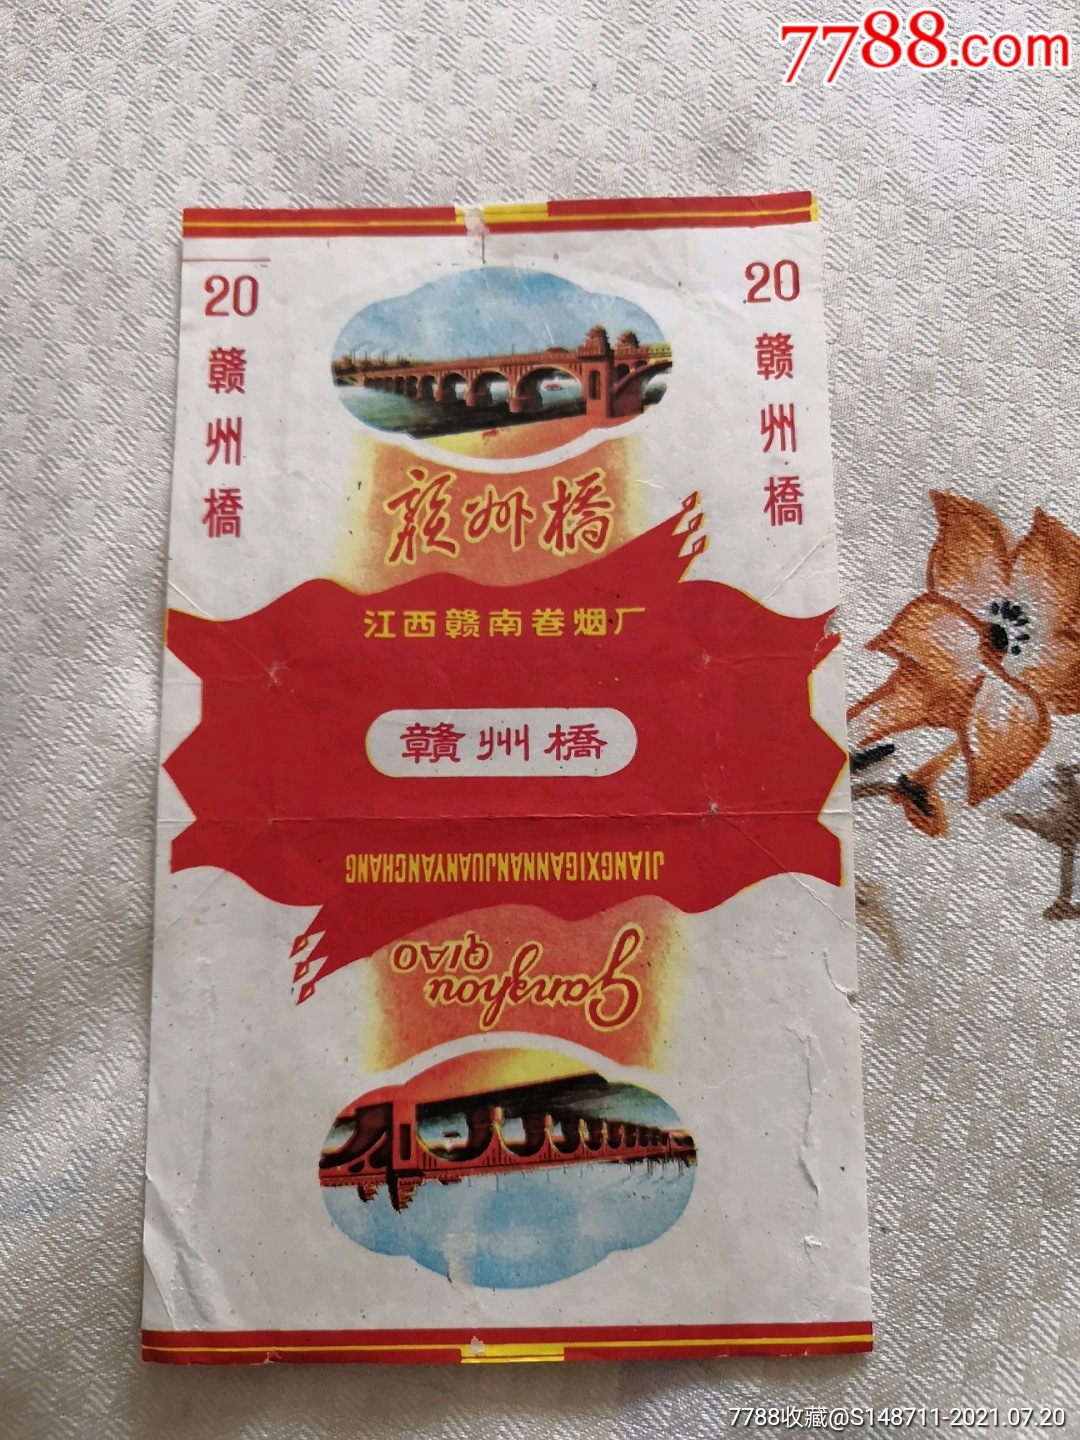 7788.com
20
赣州橋
20
赣州橋
赣州橋
江西赣南卷烟厂
贛州橋
JIANGXIGANNANJUANYANCHANG
Ganzhou
QIAO
7788收藏@S148711-2021.07.20